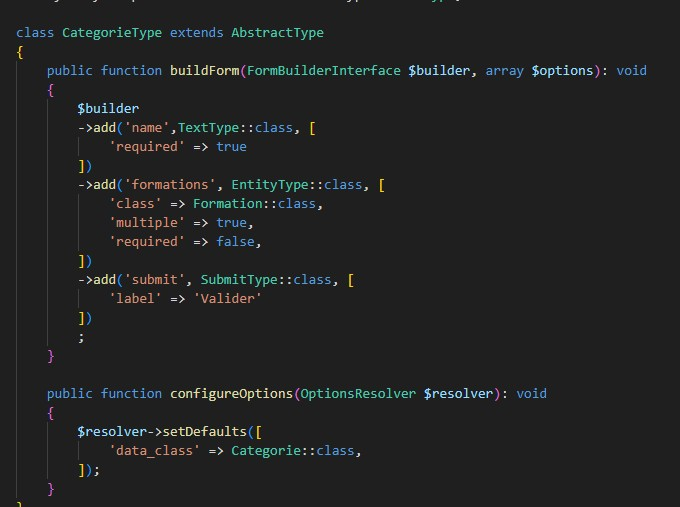 class CategorieType extends AbstractType
{
    public function buildForm(FormBuilderInterface $builder, array $options): void
    {
        $builder
        ->add('name',TextType::class, [
            'required' => true
        ])
        ->add('formations', EntityType::class, [
            'class' => Formation::class,
            'multiple' => true,
            'required' => false,
        ])
        ->add('submit', SubmitType::class, [
            'label' => 'Valider'
        ])
        ;
    }

    public function configureOptions(OptionsResolver $resolver): void
    {
        $resolver->setDefaults([
            'data_class' => Categorie::class,
        ]);
    }
}